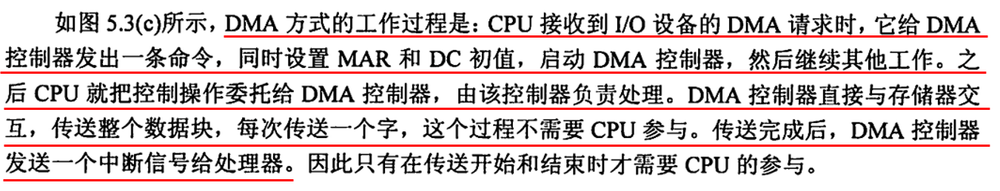 如图 5.3(c)所示，DMA 方式的工作过程是：CPU 接收到 I/O 设备的 DMA 请求时，它给 DMA
控制器发出一条命令，同时设置 MAR 和 DC 初值，启动 DMA 控制器，然后继续其他工作。之
后 CPU 就把控制操作委托给 DMA 控制器，由该控制器负责处理。DMA 控制器直接与存储器交
互，传送整个数据块，每次传送一个字，这个过程不需要 CPU 参与。传送完成后，DMA 控制器
发送一个中断信号给处理器。因此只有在传送开始和结束时才需要 CPU 的参与。